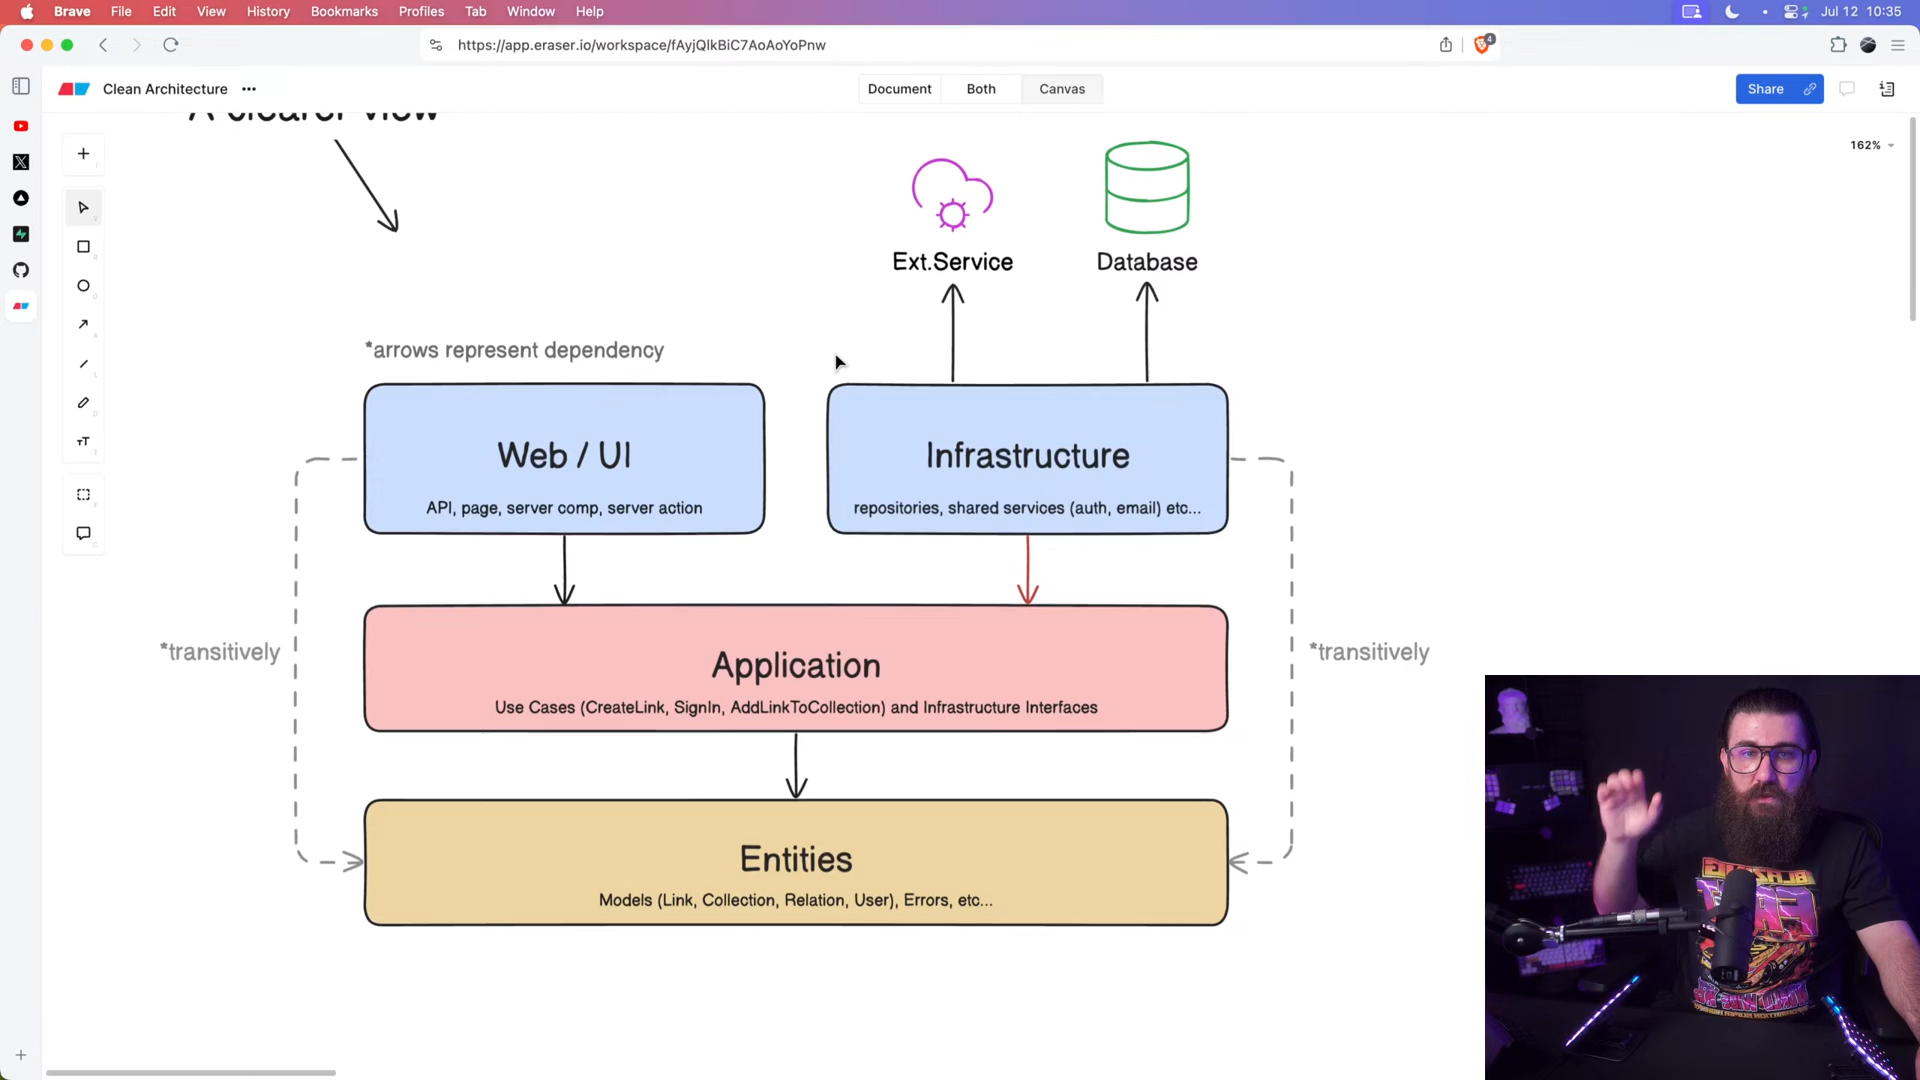 Brave File Edit View History Bookmarks Profiles Tab Window Help
Jul 12 10:35
https://app.eraser.io/workspace/fAyjQlkBiC7AoAoYoPnw
4
Clean Architecture
Document Both Canvas
Share
A clearer view
162%
Ext.Service
Database
*arrows represent dependency
Web / UI
API, page, server comp, server action
Infrastructure
repositories, shared services (auth, email) etc...
*transitively
*transitively
Application
Use Cases (CreateLink, SignIn, AddLinkToCollection) and Infrastructure Interfaces
Entities
Models (Link, Collection, Relation, User), Errors, etc...